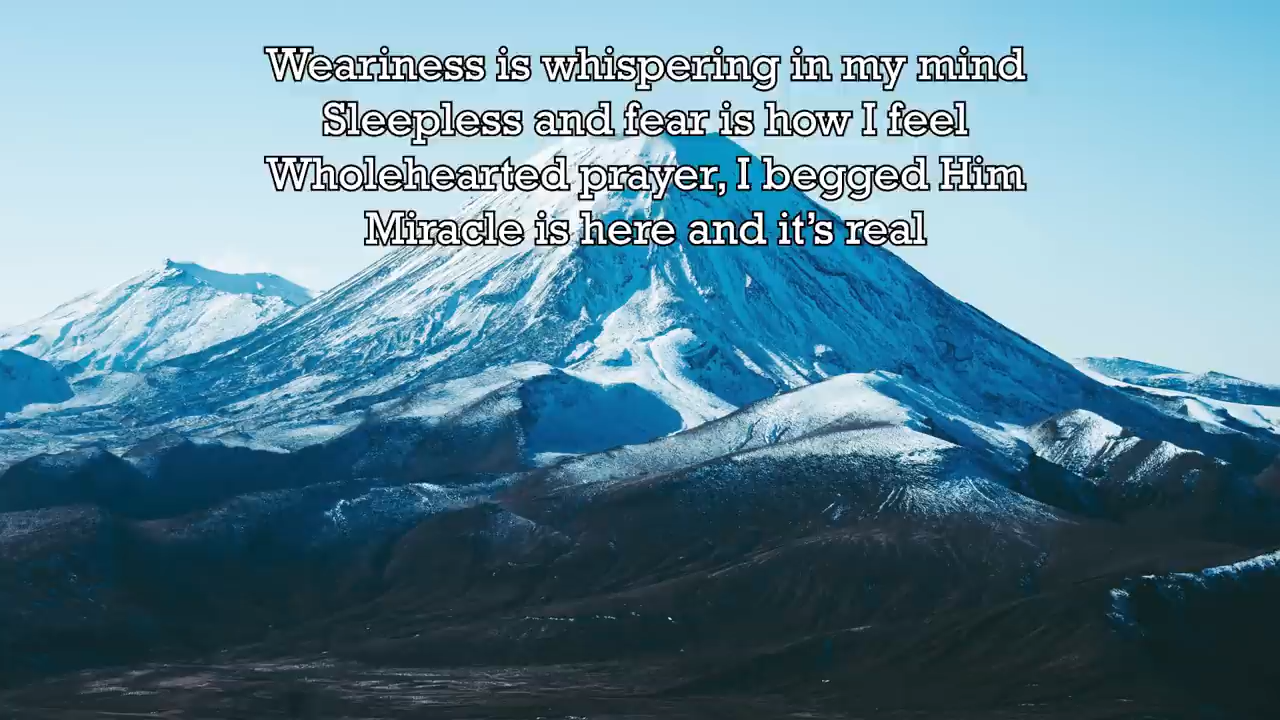 Weariness is whispering in my mind
Sleepless and fear is how I feel
Wholehearted prayer, I begged Him
Miracle is here and it’s real